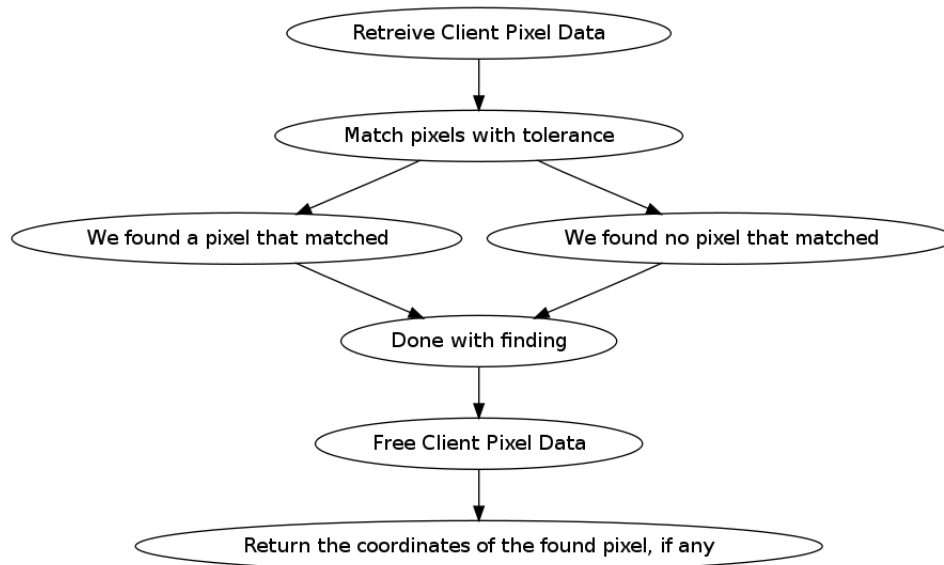 Retreive Client Pixel Data
Match pixels with tolerance
We found a pixel that matched
We found no pixel that matched
Done with finding
Free Client Pixel Data
Return the coordinates of the found pixel, if any